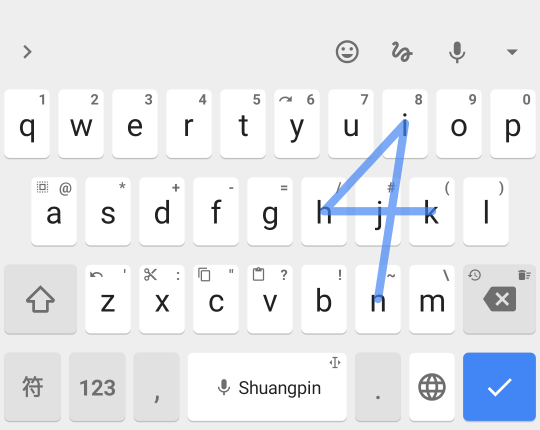 1 2 3 4 5 6 7 8 9 0
q w e r t y u i o p
@ * + - = / # ( )
a s d f g h j k l
' : " ? ! ~ \
z x c v b n m
符 123 , Shuangpin .